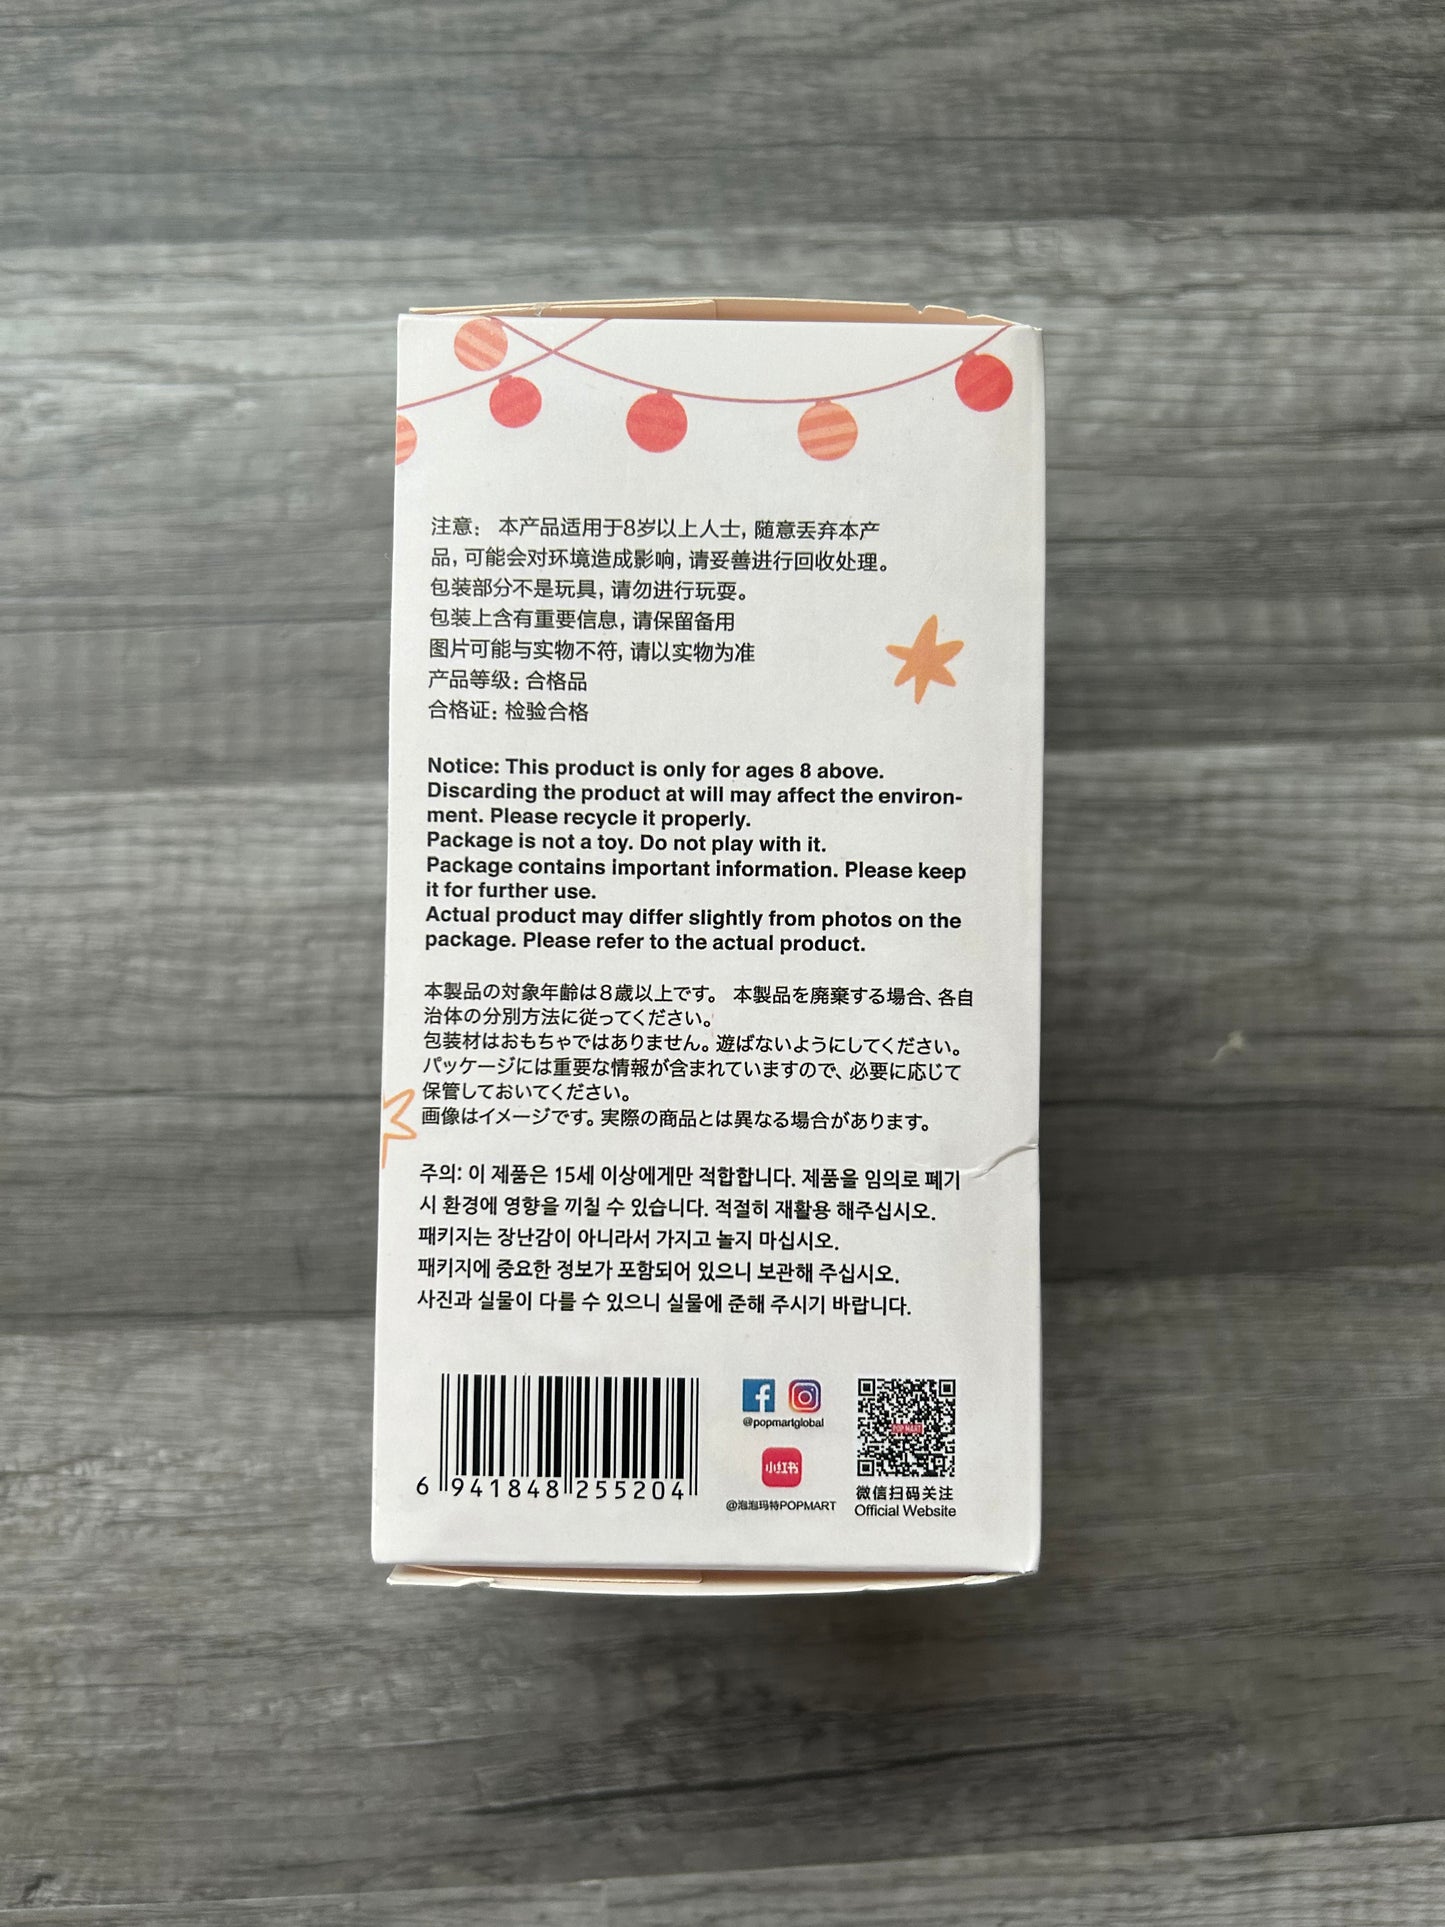 注意： 本产品适用于8岁以上人士, 随意丢弃本产
品, 可能会对环境造成影响, 请妥善进行回收处理。
包装部分不是玩具, 请勿进行玩耍。
包装上含有重要信息, 请保留备用
图片可能与实物不符, 请以实物为准
产品等级: 合格品
合格证: 检验合格
Notice: This product is only for ages 8 above.
Discarding the product at will may affect the environ-
ment. Please recycle it properly.
Package is not a toy. Do not play with it.
Package contains important information. Please keep
it for further use.
Actual product may differ slightly from photos on the
package. Please refer to the actual product.
本製品の対象年齢は8歳以上です。 本製品を廃棄する場合、各自
治体の分別方法に従ってください。
包装材はおもちゃではありません。遊ばないようにしてください。
パッケージには重要な情報が含まれていますので、必要に応じて
保管しておいてください。
画像はイメージです。実際の商品とは異なる場合があります。
주의: 이 제품은 15세 이상에게만 적합합니다. 제품을 임의로 폐기
시 환경에 영향을 끼칠 수 있습니다. 적절히 재활용 해주십시오.
패키지는 장난감이 아니라서 가지고 놀지 마십시오.
패키지에 중요한 정보가 포함되어 있으니 보관해 주십시오.
사진과 실물이 다를 수 있으니 실물에 준해 주시기 바랍니다.
6 941848 255204
@popmartglobal
小红书
@泡泡玛特POPMART
POP MART
微信扫码关注
Official Website